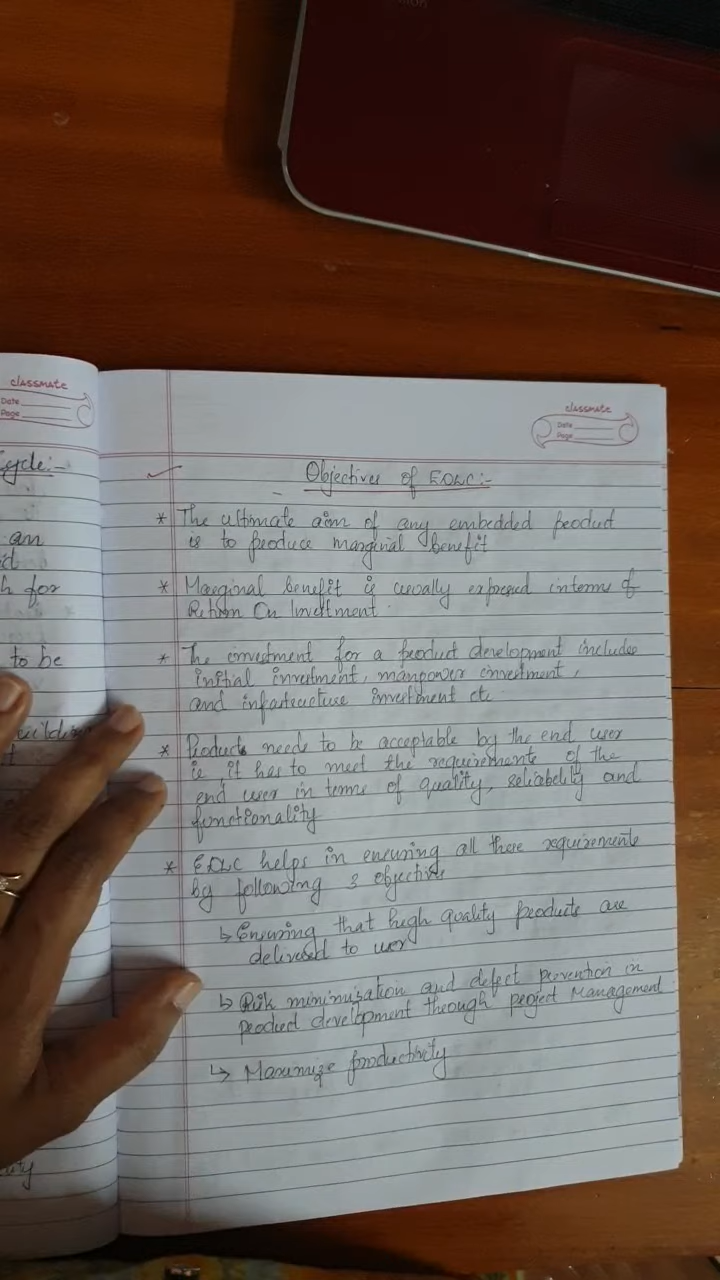 classmate
Date
Page
cycle:-
an
h for
to be
building
classmate
Date
Page
Objectives of EDLC:-
* The ultimate aim of any embedded product
is to produce marginal benefit
* Marginal benefit is usually expressed interms of
Return On Investment.
* The investment for a product development includes
initial investment, manpower investment,
and infrastructure investment etc.
* Product needs to be acceptable by the end user
ie, it has to meet the requirements of the
end user in terms of quality, reliability and
functionality
* EDLC helps in ensuring all these requirements
by following 3 objectives
↳ Ensuring that high quality products are
delivered to user
↳ Risk minimisation and defect prevention in
product development through project Management
↳ Maximize productivity